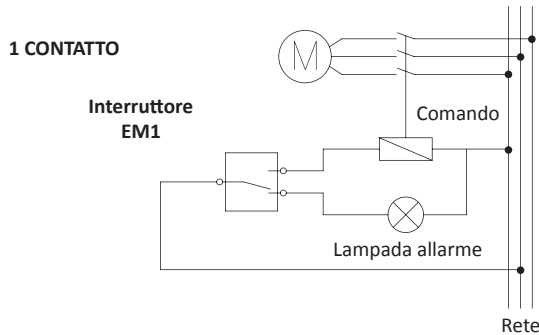 1 CONTATTO
M
Interruttore
EM1
Comando
Lampada allarme
Rete